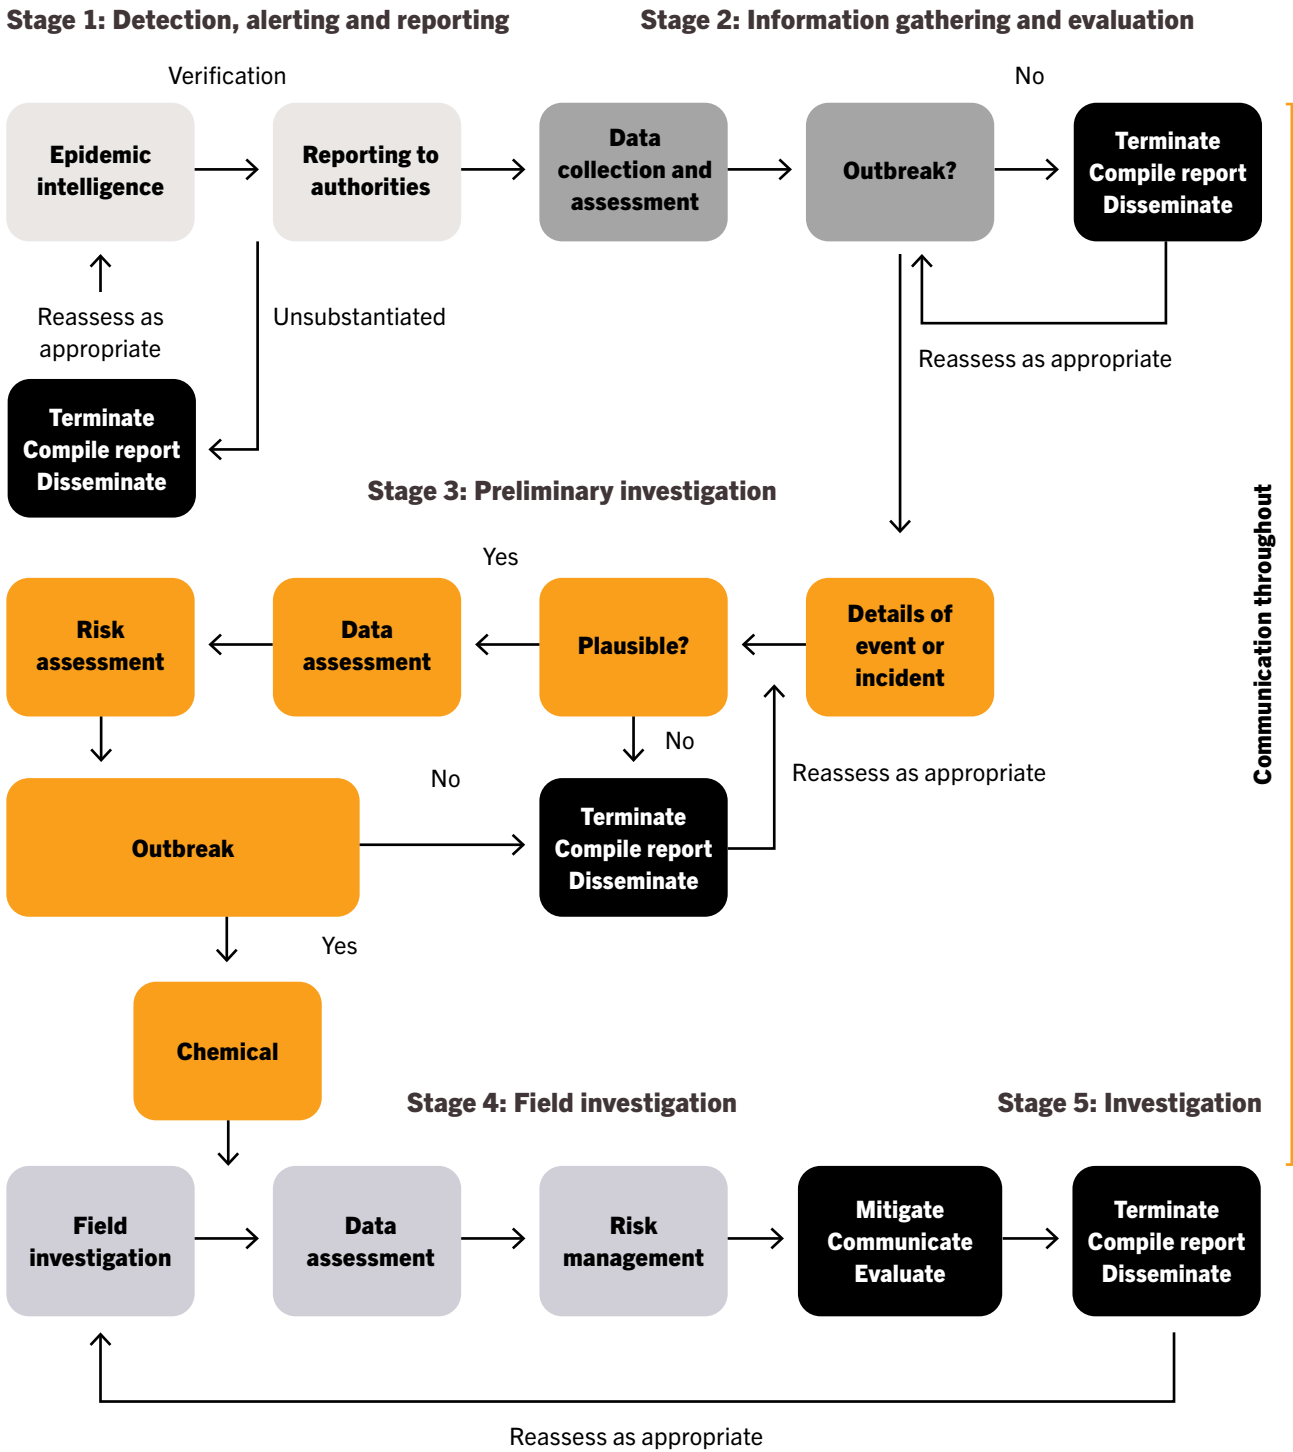 Stage 1: Detection, alerting and reporting
Stage 2: Information gathering and evaluation
Verification
No
Epidemic
intelligence
Reporting to
authorities
Data
collection and
assessment
Outbreak?
Terminate
Compile report
Disseminate
Reassess as
appropriate
Unsubstantiated
Reassess as appropriate
Terminate
Compile report
Disseminate
Communication throughout
Stage 3: Preliminary investigation
Yes
Risk
assessment
Data
assessment
Plausible?
Details of
event or
incident
No
Reassess as appropriate
No
Outbreak
Terminate
Compile report
Disseminate
Yes
Chemical
Stage 4: Field investigation
Stage 5: Investigation
Field
investigation
Data
assessment
Risk
management
Mitigate
Communicate
Evaluate
Terminate
Compile report
Disseminate
Reassess as appropriate